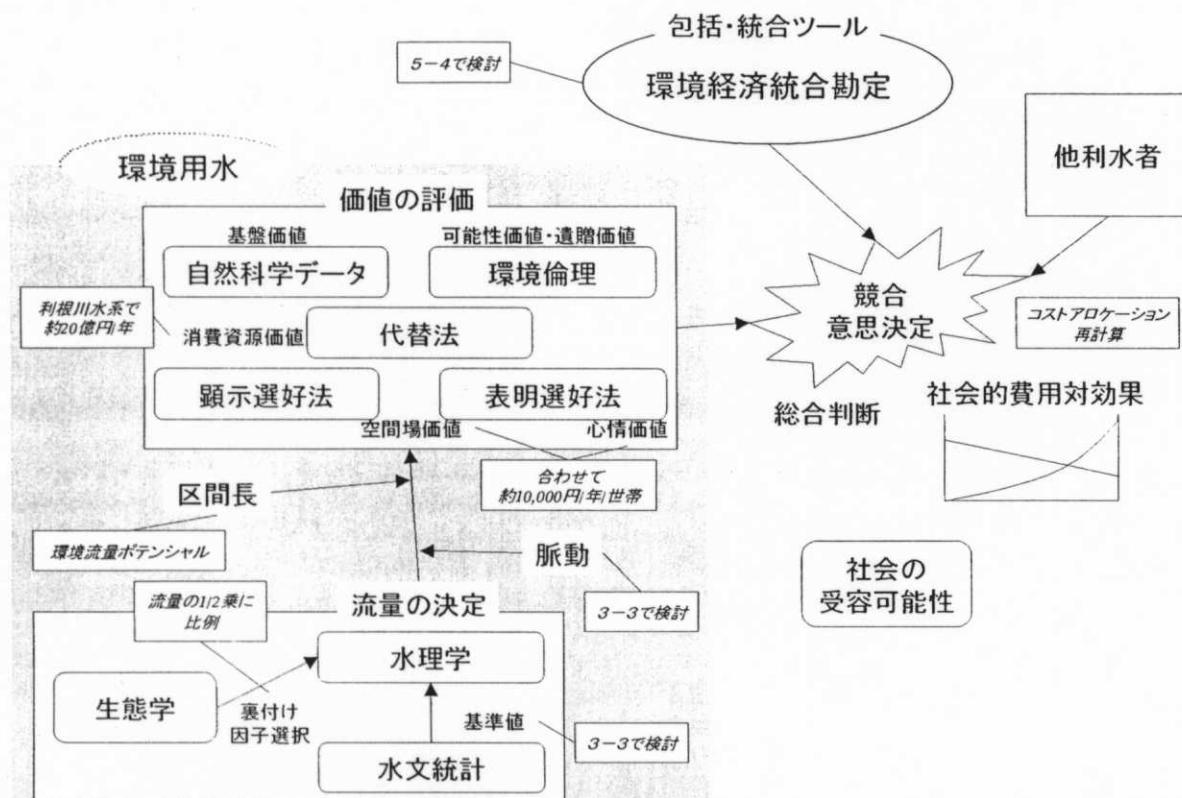 包括・統合ツール
5-4で検討
環境経済統合勘定
他利水者
環境用水
価値の評価
基盤価値
可能性価値・遺贈価値
自然科学データ
環境倫理
利根川水系で
約20億円/年
消費資源価値
代替法
競合
意思決定
コストアロケーション
再計算
顕示選好法
表明選好法
総合判断
社会的費用対効果
空間場価値
心情価値
合わせて
約10,000円/年/世帯
区間長
環境流量ポテンシャル
脈動
社会の
受容可能性
流量の1/2乗に
比例
流量の決定
3-3で検討
水理学
生態学
裏付け
因子選択
基準値
3-3で検討
水文統計